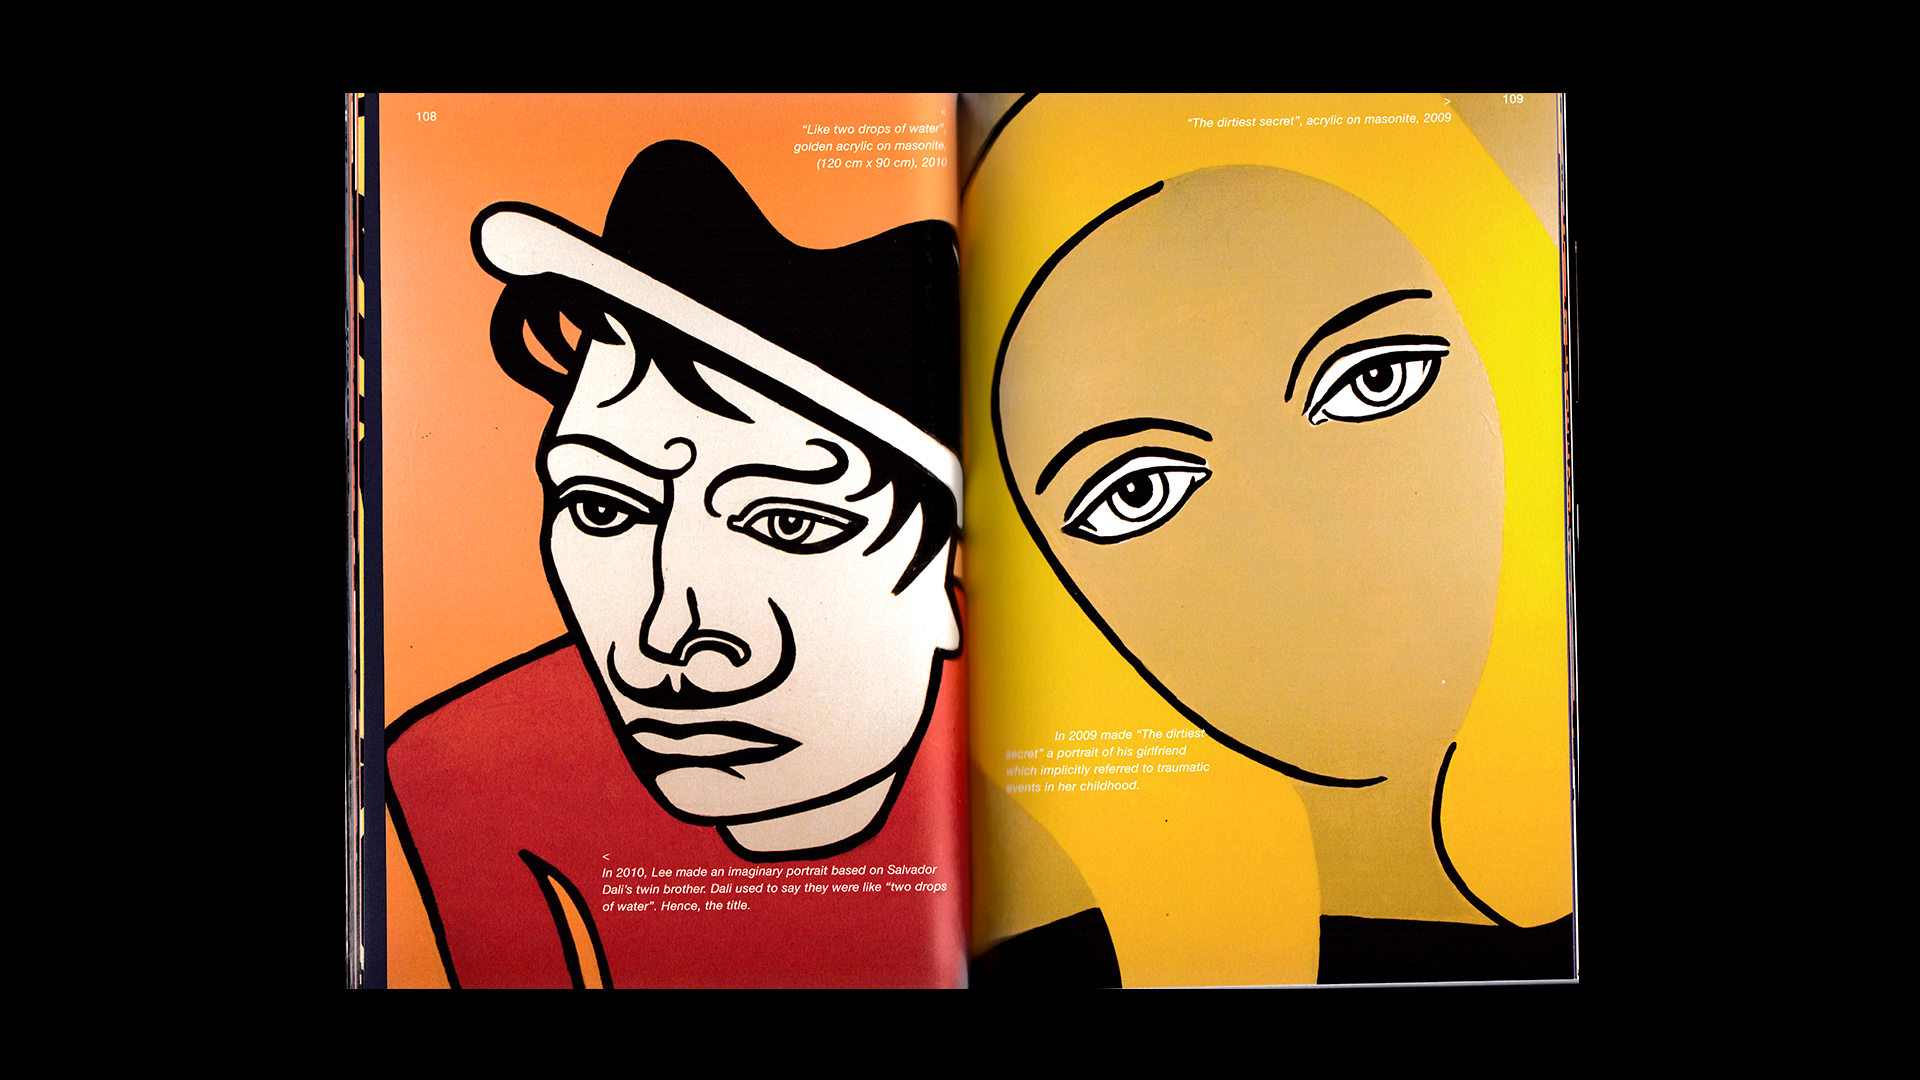 108
<
“Like two drops of water”,
golden acrylic on masonite,
(120 cm x 90 cm), 2010
<
In 2010, Lee made an imaginary portrait based on Salvador
Dali's twin brother. Dali used to say they were like “two drops
of water”. Hence, the title.
109
>
“The dirtiest secret”, acrylic on masonite, 2009
In 2009 made “The dirtiest
secret” a portrait of his girlfriend
which implicitly referred to traumatic
events in her childhood.